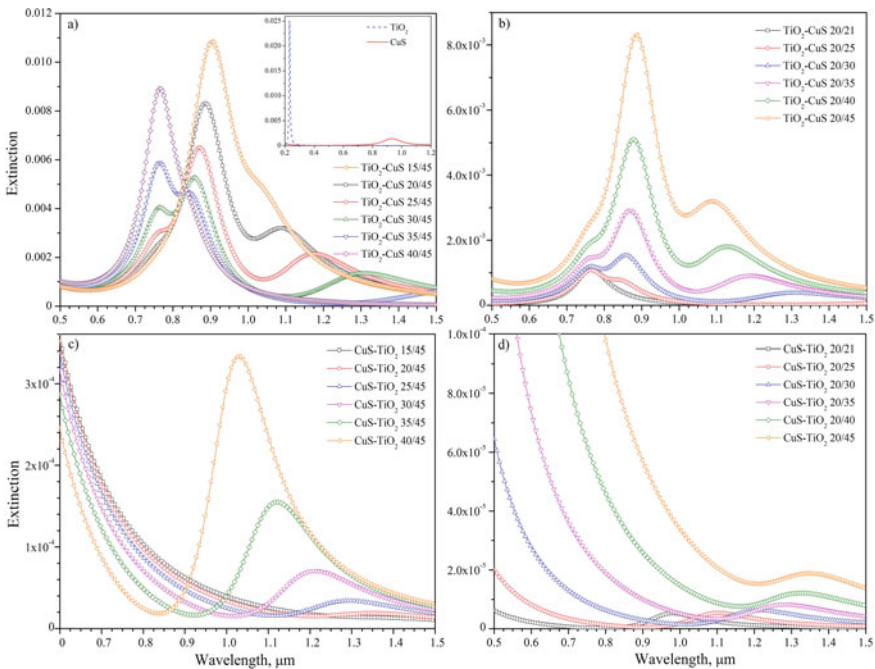 a)
TiO2
CuS
0.025
0.020
0.015
0.010
0.005
0.000
0.2 0.4 0.6 0.8 1.0 1.2
0.012
0.010
0.008
0.006
0.004
0.002
0.000
Extinction
TiO2-CuS 15/45
TiO2-CuS 20/45
TiO2-CuS 25/45
TiO2-CuS 30/45
TiO2-CuS 35/45
TiO2-CuS 40/45
0.5 0.6 0.7 0.8 0.9 1.0 1.1 1.2 1.3 1.4 1.5
b)
8.0x10-3
6.0x10-3
4.0x10-3
2.0x10-3
0.0
TiO2-CuS 20/21
TiO2-CuS 20/25
TiO2-CuS 20/30
TiO2-CuS 20/35
TiO2-CuS 20/40
TiO2-CuS 20/45
0.5 0.6 0.7 0.8 0.9 1.0 1.1 1.2 1.3 1.4 1.5
c)
3x10-4
2x10-4
1x10-4
Extinction
CuS-TiO2 15/45
CuS-TiO2 20/45
CuS-TiO2 25/45
CuS-TiO2 30/45
CuS-TiO2 35/45
CuS-TiO2 40/45
0 0.6 0.7 0.8 0.9 1.0 1.1 1.2 1.3 1.4 1.5
Wavelength, μm
d)
1.0x10-4
8.0x10-5
6.0x10-5
4.0x10-5
2.0x10-5
0.0
CuS-TiO2 20/21
CuS-TiO2 20/25
CuS-TiO2 20/30
CuS-TiO2 20/35
CuS-TiO2 20/40
CuS-TiO2 20/45
0.5 0.6 0.7 0.8 0.9 1.0 1.1 1.2 1.3 1.4 1.5
Wavelength, μm